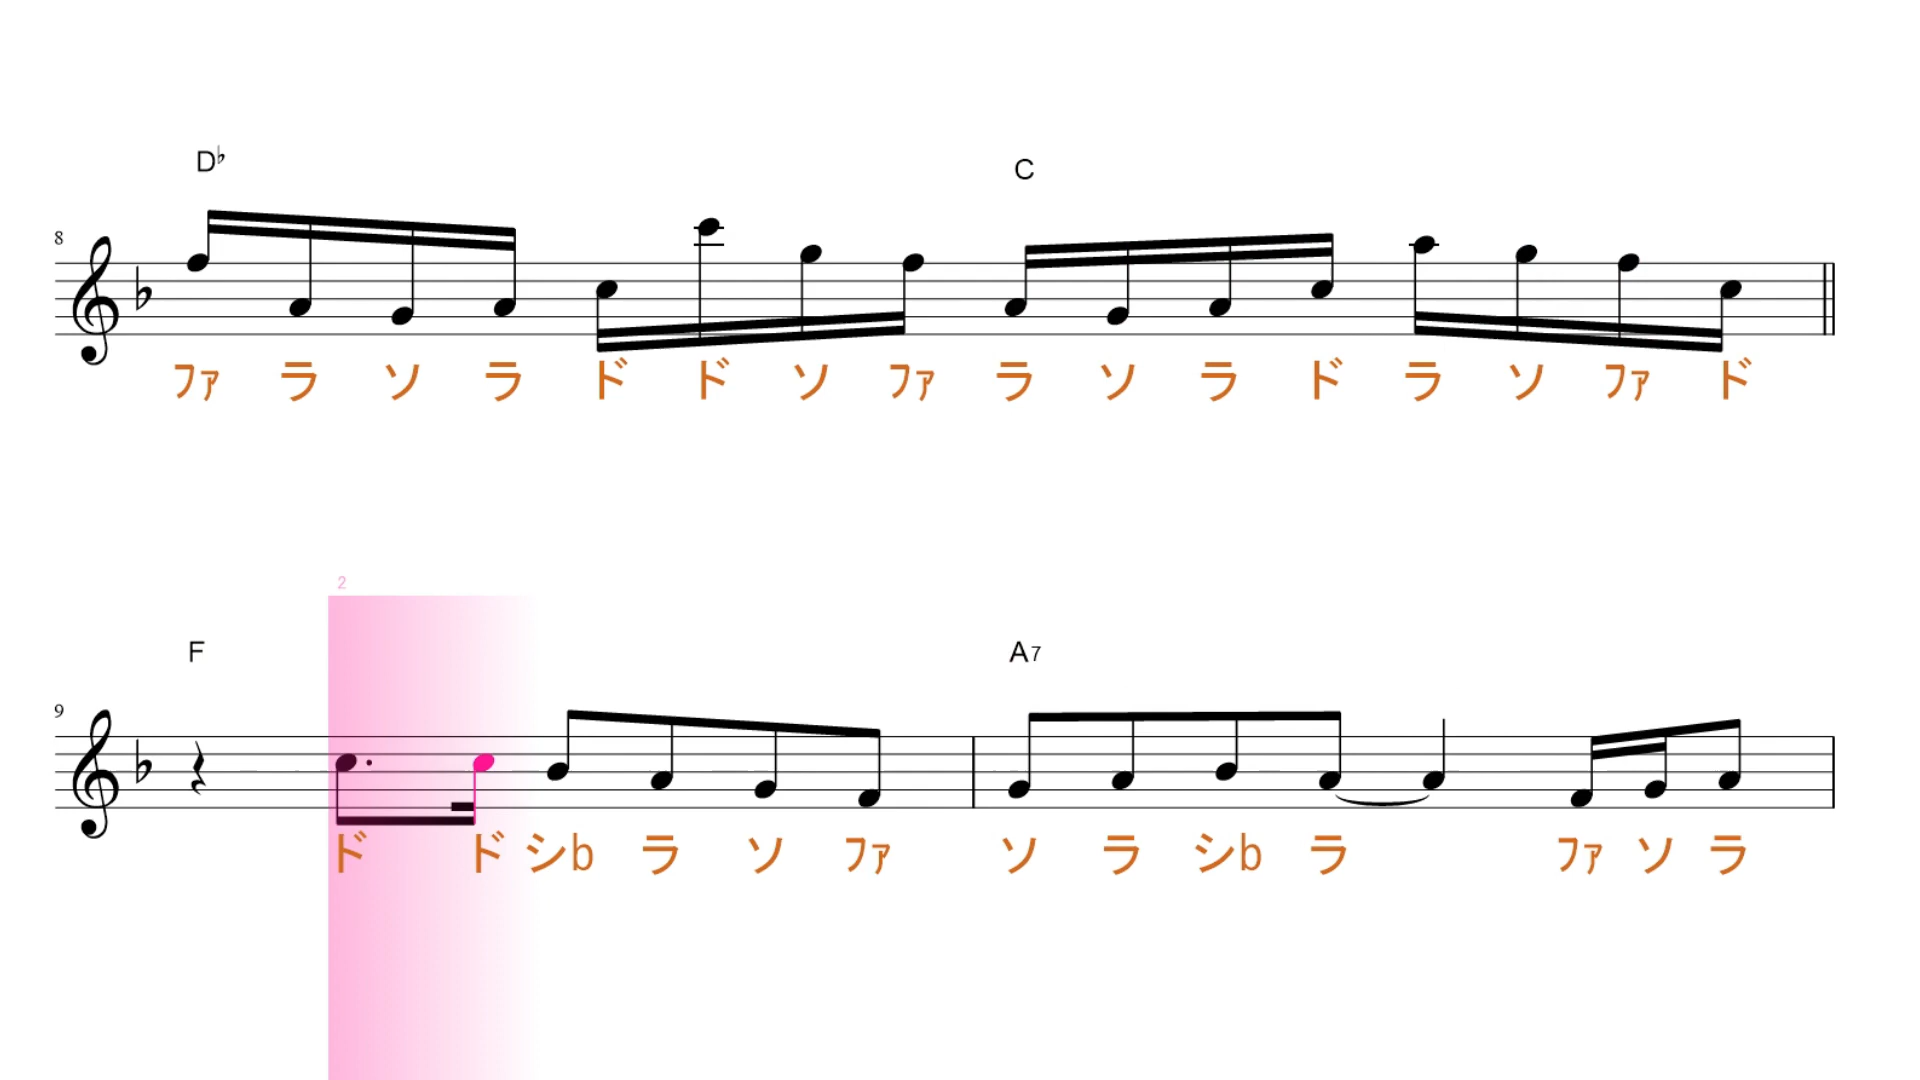 D♭ C
8
ファ ラ ソ ラ ド ド ソ ファ ラ ソ ラ ド ラ ソ ファ ド
2
F A7
9
ド ド シb ラ ソ ファ ソ ラ シb ラ ファ ソ ラ